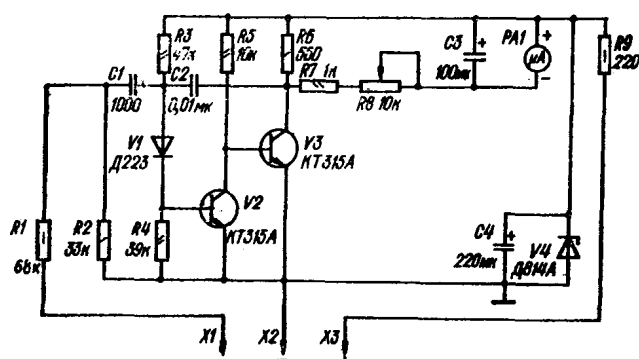 R3
47к
R5
10к
R6
560
C3
+
100мк
PA1
+
μA
−
R9
220
C1
1000
C2
0,01мк
R7 1к
R8 10к
V1
Д223
V3
КТ315А
V2
КТ315А
R1
68к
R2
33к
R4
39к
C4
+
220мк
V4
Д814А
X1
X2
X3